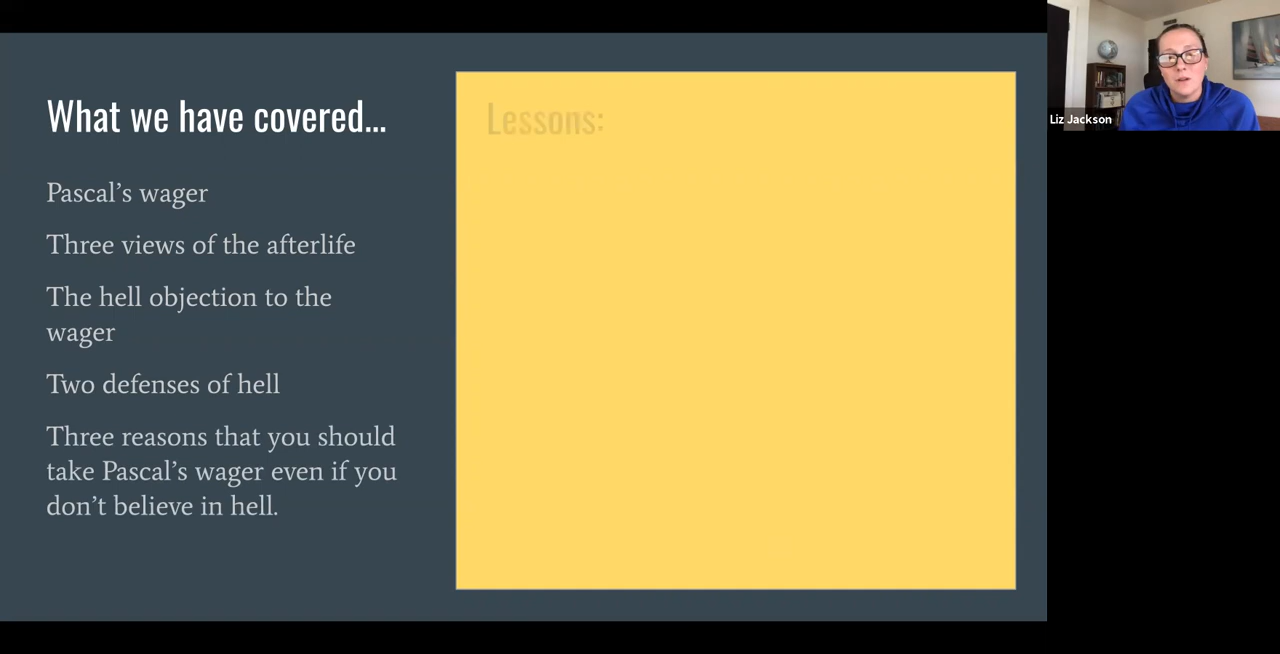 What we have covered...
Pascal’s wager
Three views of the afterlife
The hell objection to the
wager
Two defenses of hell
Three reasons that you should
take Pascal’s wager even if you
don’t believe in hell.
Lessons:
Liz Jackson